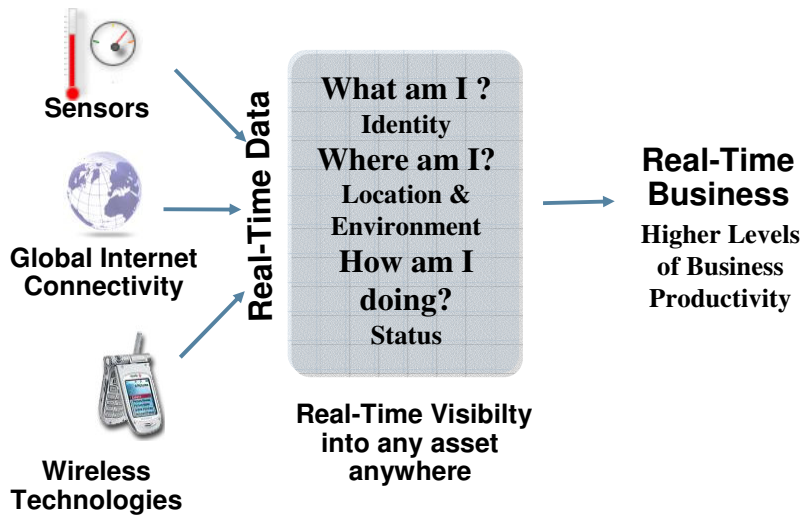 Sensors
Global Internet
Connectivity
Wireless
Technologies
Real-Time Data
What am I ?
Identity
Where am I?
Location &
Environment
How am I
doing?
Status
Real-Time Visibilty
into any asset
anywhere
Real-Time
Business
Higher Levels
of Business
Productivity